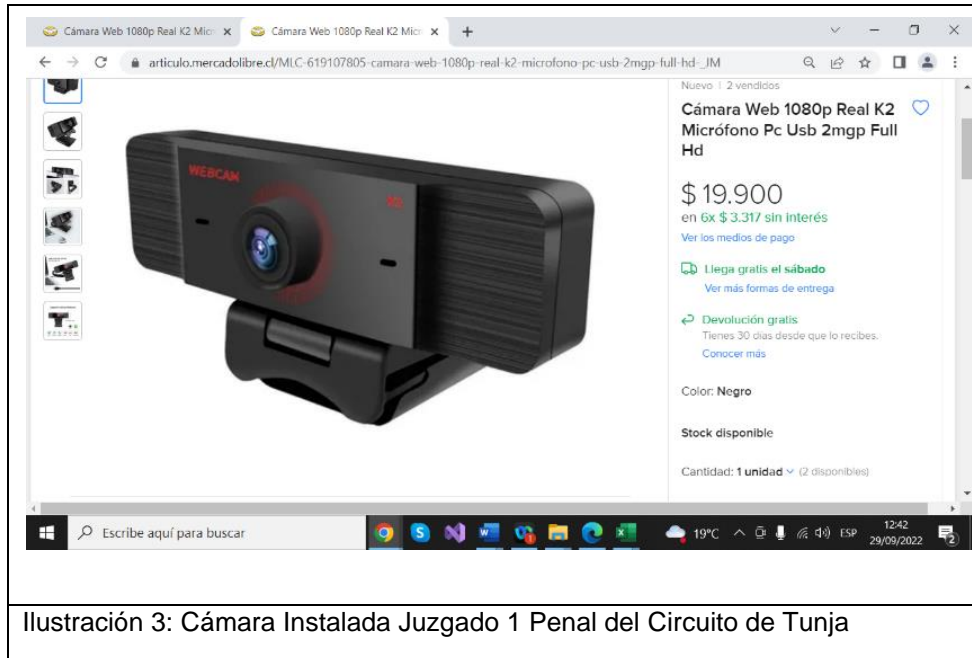 Cámara Web 1080p Real K2 Micr
Cámara Web 1080p Real K2 Micr
articulo.mercadolibre.cl/MLC-619107805-camara-web-1080p-real-k2-microfono-pc-usb-2mgp-full-hd-_JM
Nuevo | 2 vendidos
Cámara Web 1080p Real K2
Micrófono Pc Usb 2mgp Full
Hd
WEBCAM
$ 19.900
en 6x $ 3.317 sin interés
Ver los medios de pago
Llega gratis el sábado
Ver más formas de entrega
Devolución gratis
Tienes 30 días desde que lo recibes.
Conocer más
Color: Negro
Stock disponible
Cantidad: 1 unidad (2 disponibles)
Escribe aquí para buscar
19°C
ESP
12:42
29/09/2022
2
Ilustración 3: Cámara Instalada Juzgado 1 Penal del Circuito de Tunja